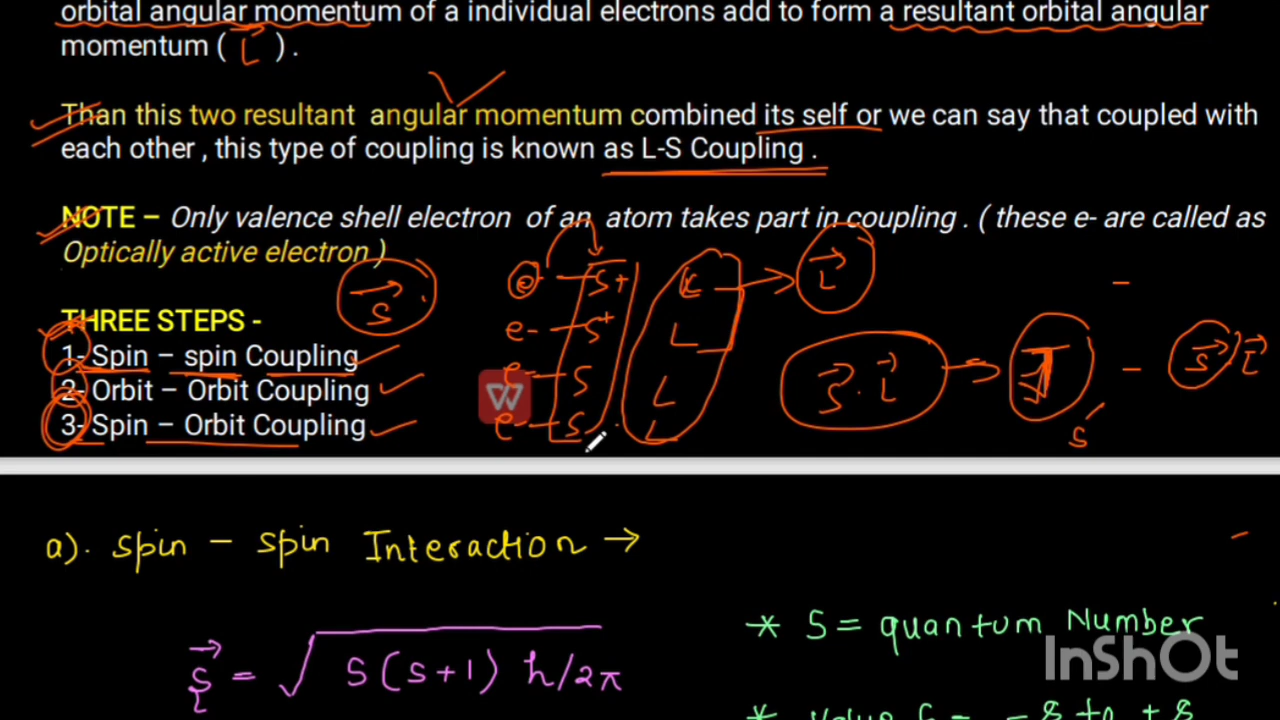 orbital angular momentum of a individual electrons add to form a resultant orbital angular
momentum ( L ) .
Than this two resultant angular momentum combined its self or we can say that coupled with
each other , this type of coupling is known as L-S Coupling .
NOTE – Only valence shell electron of an atom takes part in coupling . ( these e- are called as
Optically active electron )
THREE STEPS -
1- Spin – spin Coupling
2- Orbit – Orbit Coupling
3- Spin – Orbit Coupling
S
e- S+
e- S+ L
e S L
e- S L
L
S . L
J
S
S / L
a). Spin - Spin Interaction →
S = √ S(S+1) ħ/2π
* S = quantum Number
InShOt